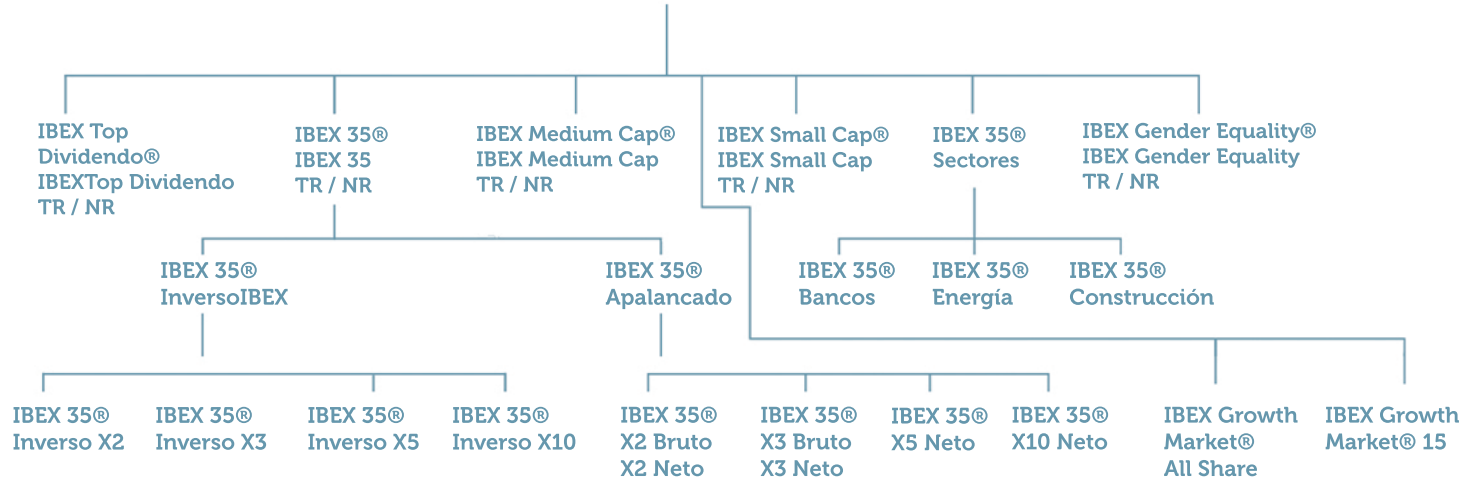 IBEX Top
Dividendo®
IBEXTop Dividendo
TR / NR
IBEX 35®
IBEX 35
TR / NR
IBEX Medium Cap®
IBEX Medium Cap
TR / NR
IBEX Small Cap®
IBEX Small Cap
TR / NR
IBEX 35®
Sectores
IBEX Gender Equality®
IBEX Gender Equality
TR / NR
IBEX 35®
InversoIBEX
IBEX 35®
Apalancado
IBEX 35®
Bancos
IBEX 35®
Energía
IBEX 35®
Construcción
IBEX 35®
Inverso X2
IBEX 35®
Inverso X3
IBEX 35®
Inverso X5
IBEX 35®
Inverso X10
IBEX 35®
X2 Bruto
X2 Neto
IBEX 35®
X3 Bruto
X3 Neto
IBEX 35®
X5 Neto
IBEX 35®
X10 Neto
IBEX Growth
Market®
All Share
IBEX Growth
Market® 15